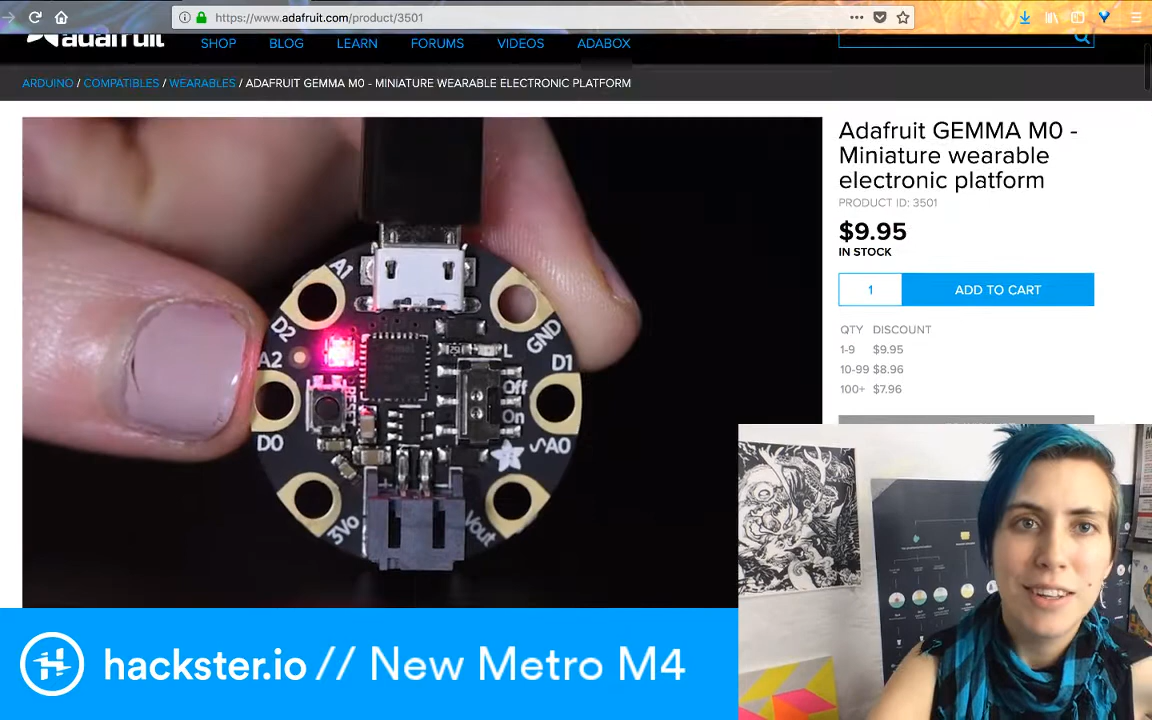 https://www.adafruit.com/product/3501
adafruit
SHOP
BLOG
LEARN
FORUMS
VIDEOS
ADABOX
ARDUINO / COMPATIBLES / WEARABLES / ADAFRUIT GEMMA M0 - MINIATURE WEARABLE ELECTRONIC PLATFORM
Adafruit GEMMA M0 -
Miniature wearable
electronic platform
PRODUCT ID: 3501
$9.95
IN STOCK
1
ADD TO CART
QTY DISCOUNT
1-9 $9.95
10-99 $8.96
100+ $7.96
A1
D2
A2
D0
3Vo
Vout
A0
D1
GND
L
Off
On
RESET
hackster.io // New Metro M4